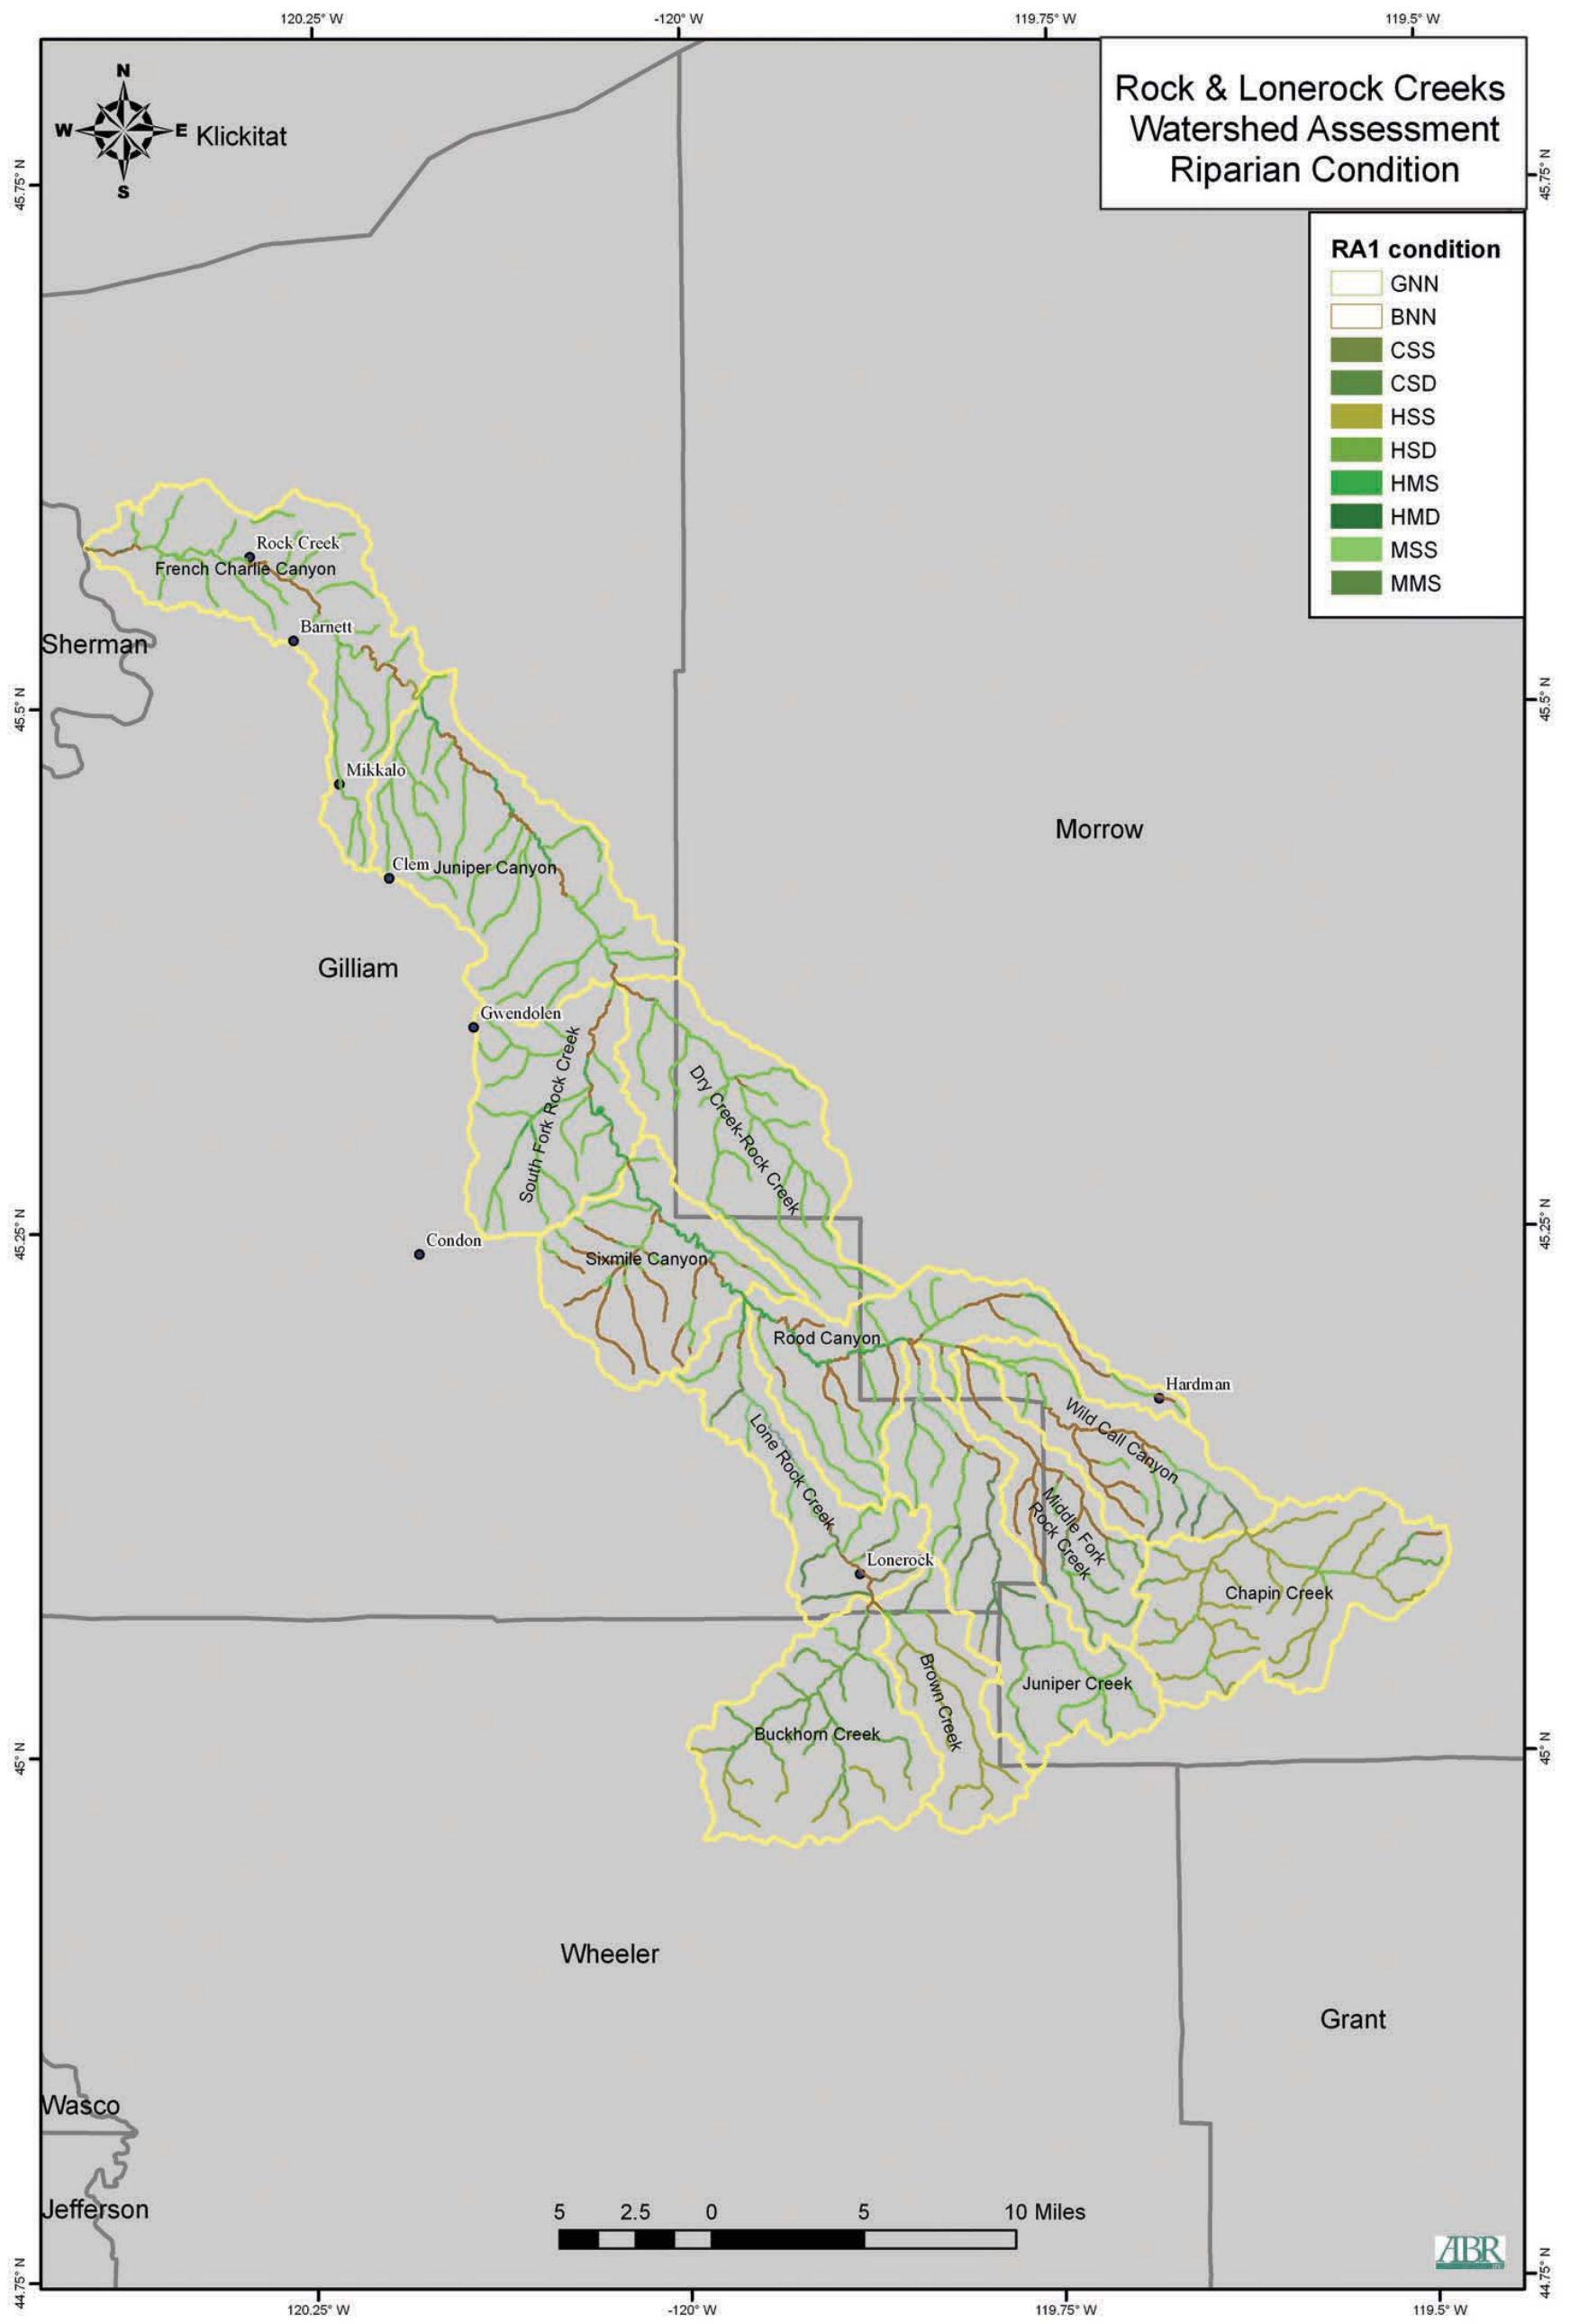 120.25° W
-120° W
119.75° W
119.5° W
Rock & Lonerock Creeks
Watershed Assessment
Riparian Condition
N
W
E
S
Klickitat
45.75° N
45.75° N
RA1 condition
GNN
BNN
CSS
CSD
HSS
HSD
HMS
HMD
MSS
MMS
Rock Creek
French Charlie Canyon
Barnett
Sherman
45.5° N
45.5° N
Mikkalo
Morrow
Clem
Juniper Canyon
Gilliam
Gwendolen
South Fork Rock Creek
Dry Creek-Rock Creek
45.25° N
45.25° N
Condon
Sixmile Canyon
Rood Canyon
Hardman
Wild Call Canyon
Lone Rock Creek
Middle Fork
Rock Creek
Lonerock
Chapin Creek
Brown Creek
Juniper Creek
Buckhorn Creek
45° N
45° N
Wheeler
Grant
Wasco
Jefferson
5
2.5
0
5
10 Miles
ABR
44.75° N
44.75° N
120.25° W
-120° W
119.75° W
119.5° W